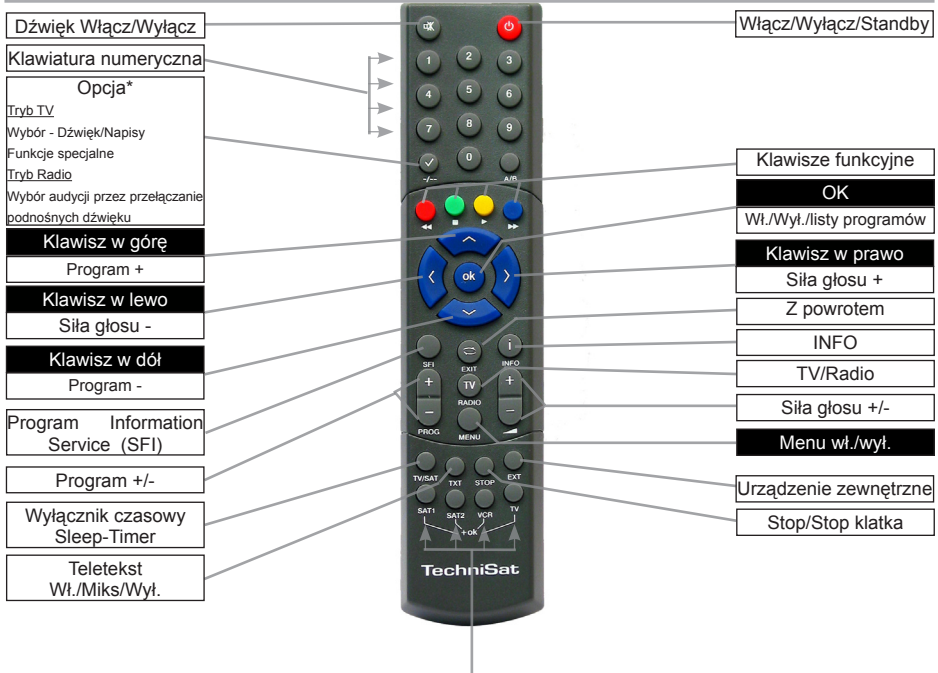 Dźwięk Włącz/Wyłącz
Klawiatura numeryczna
Opcja*
Tryb TV
Wybór - Dźwięk/Napisy
Funkcje specjalne
Tryb Radio
Wybór audycji przez przełączanie
podnośnych dźwięku
Klawisz w górę
Program +
Klawisz w lewo
Siła głosu -
Klawisz w dół
Program -
Program Information
Service (SFI)
Program +/-
Wyłącznik czasowy
Sleep-Timer
Teletekst
Wł./Miks/Wył.
1 2 3
4 5 6
7 8 9
0
-/-- A/B
ok
SFI EXIT INFO
i
+ TV +
RADIO
− −
PROG MENU
TV/SAT TXT STOP EXT
SAT1 SAT2 VCR TV
+ok
TechniSat
Włącz/Wyłącz/Standby
Klawisze funkcyjne
OK
Wł./Wył./listy programów
Klawisz w prawo
Siła głosu +
Z powrotem
INFO
TV/Radio
Siła głosu +/-
Menu wł./wył.
Urządzenie zewnętrzne
Stop/Stop klatka